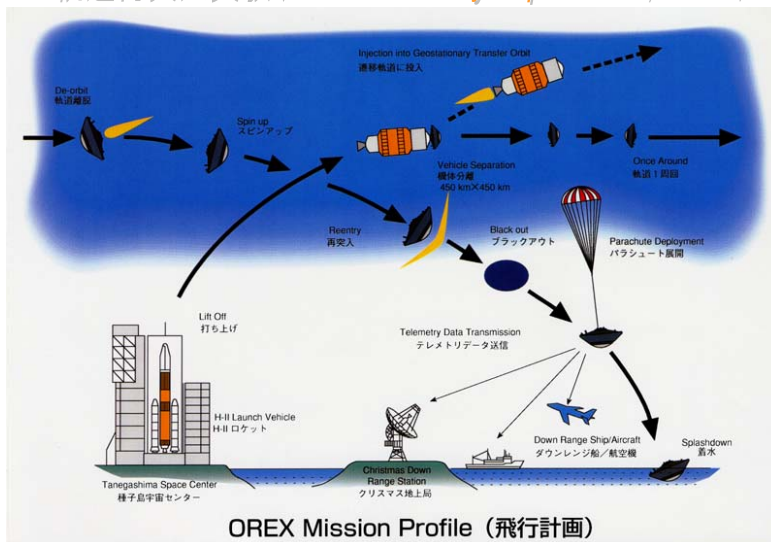 Injection into Geostationary Transfer Orbit
遷移軌道に投入
De-orbit
軌道離脱
Spin up
スピンアップ
Vehicle Separation
機体分離
450 km×450 km
Once Around
軌道1周回
Reentry
再突入
Black out
ブラックアウト
Parachute Deployment
パラシュート展開
Lift Off
打ち上げ
Telemetry Data Transmission
テレメトリデータ送信
H-II Launch Vehicle
H-II ロケット
Down Range Ship/Aircraft
ダウンレンジ船／航空機
Splashdown
着水
Tanegashima Space Center
種子島宇宙センター
Christmas Down
Range Station
クリスマス地上局
OREX Mission Profile（飛行計画）